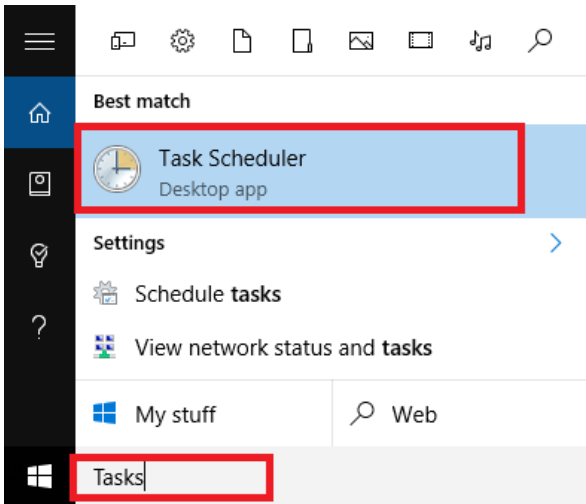 Best match
Task Scheduler
Desktop app
Settings
Schedule tasks
View network status and tasks
My stuff
Web
Tasks